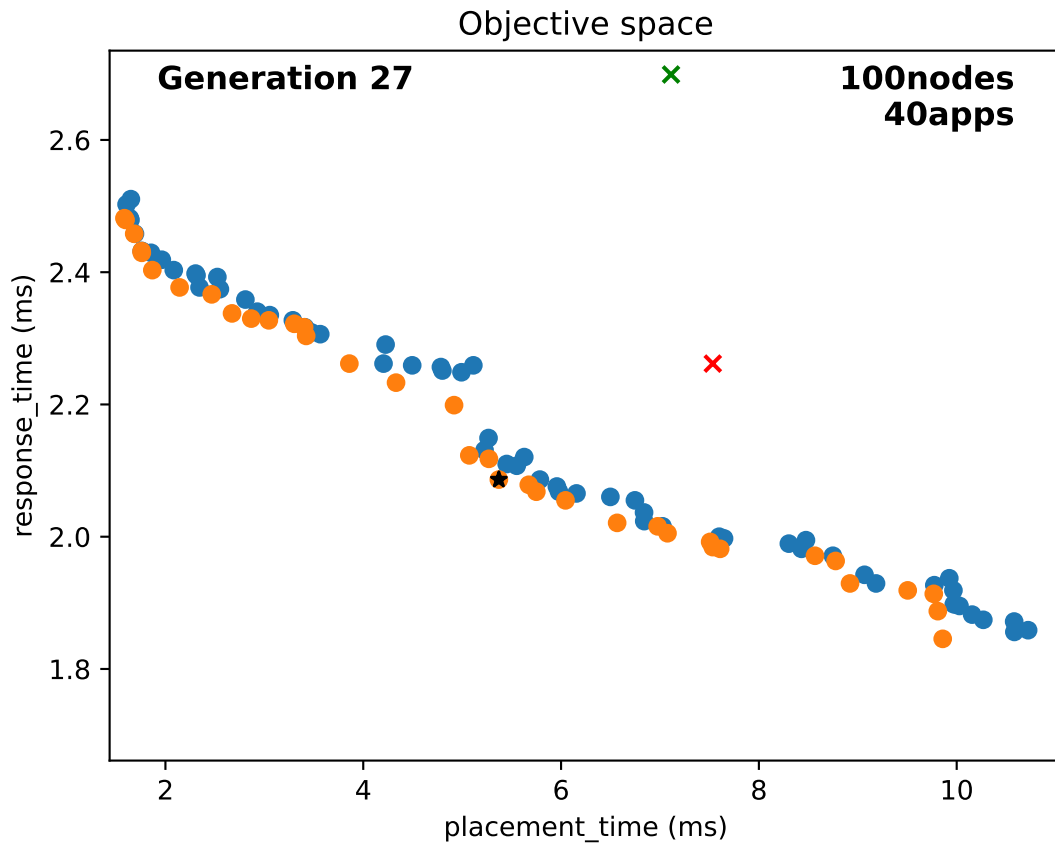 Objective space
Generation 27
100nodes
40apps
2.6
2.4
2.2
2.0
1.8
response_time (ms)
2
4
6
8
10
placement_time (ms)